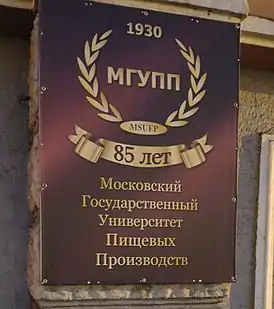 1930
МГУПП
MSUFP
85 лет
Московский
Государственный
Университет
Пищевых
Производств